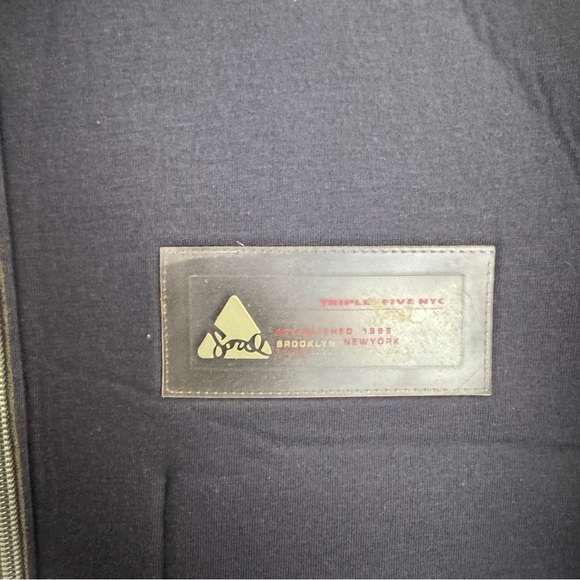 TRIPLE FIVE NYC
Soul
ESTABLISHED 1989
BROOKLYN NEWYORK